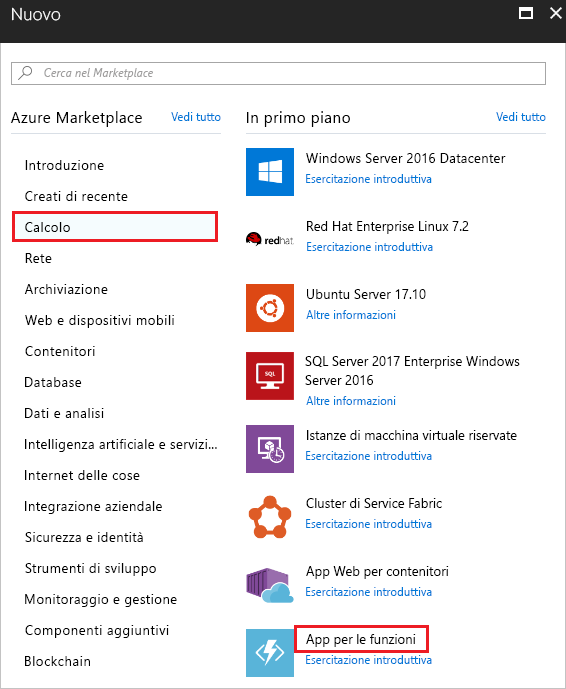 Nuovo
Cerca nel Marketplace
Azure Marketplace
Vedi tutto
Introduzione
Creati di recente
Calcolo
Rete
Archiviazione
Web e dispositivi mobili
Contenitori
Database
Dati e analisi
Intelligenza artificiale e servizi...
Internet delle cose
Integrazione aziendale
Sicurezza e identità
Strumenti di sviluppo
Monitoraggio e gestione
Componenti aggiuntivi
Blockchain
In primo piano
Vedi tutto
Windows Server 2016 Datacenter
Esercitazione introduttiva
redhat
Red Hat Enterprise Linux 7.2
Esercitazione introduttiva
Ubuntu Server 17.10
Altre informazioni
SQL
SQL Server 2017 Enterprise Windows
Server 2016
Altre informazioni
Istanze di macchina virtuale riservate
Esercitazione introduttiva
Cluster di Service Fabric
Esercitazione introduttiva
App Web per contenitori
Esercitazione introduttiva
App per le funzioni
Esercitazione introduttiva